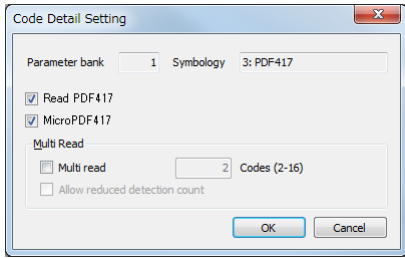 Code Detail Setting
Parameter bank 1 Symbology 3: PDF417
Read PDF417
MicroPDF417
Multi Read
Multi read 2 Codes (2-16)
Allow reduced detection count
OK Cancel